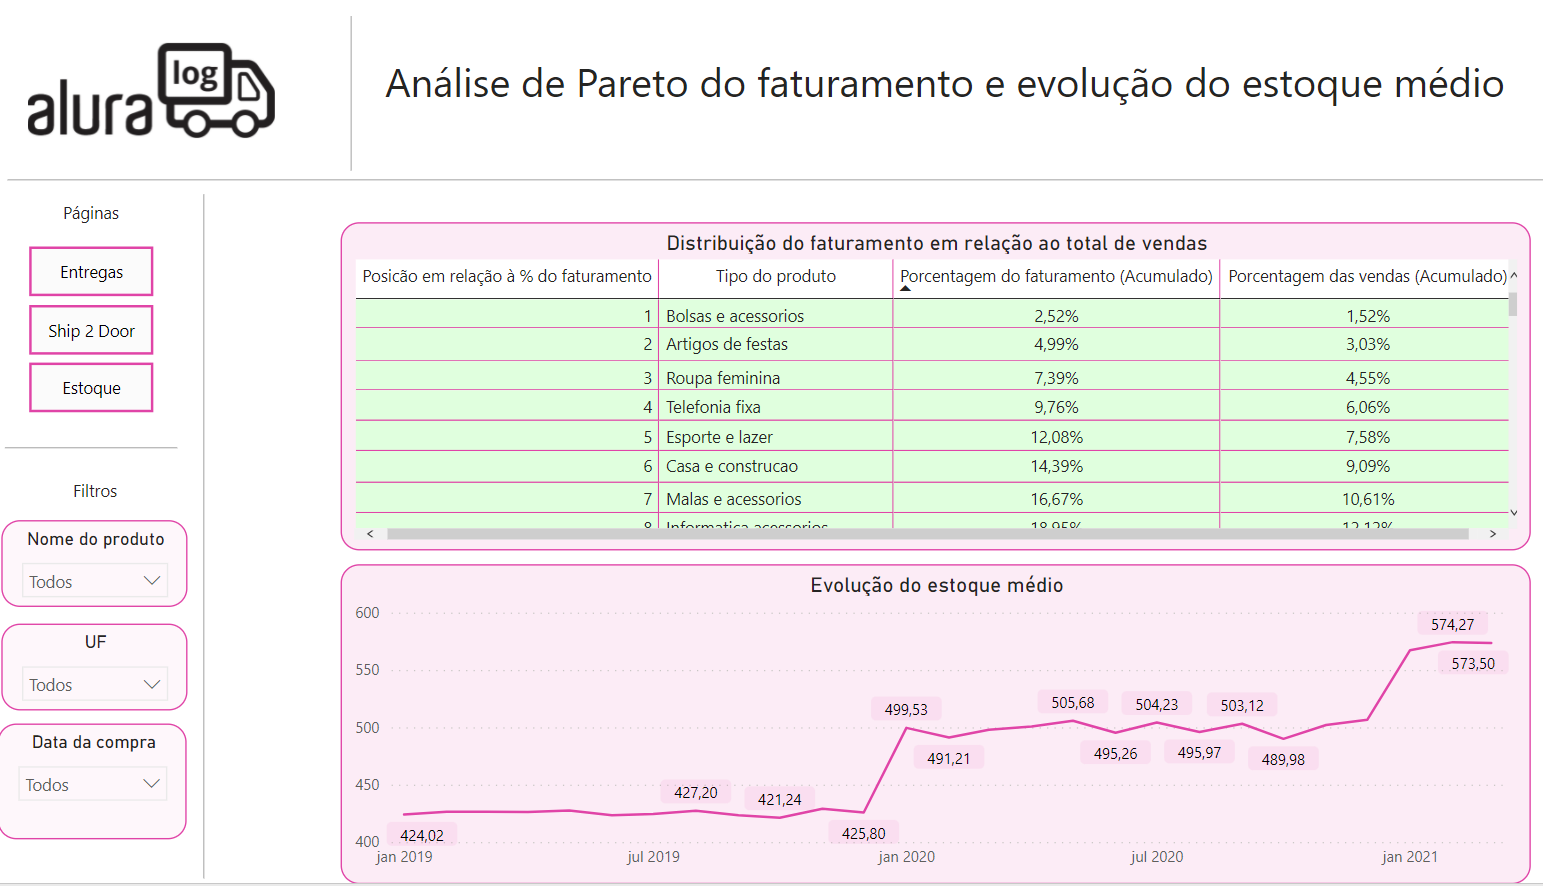 alura log
Análise de Pareto do faturamento e evolução do estoque médio
Páginas
Entregas
Ship 2 Door
Estoque
Filtros
Nome do produto
Todos
UF
Todos
Data da compra
Todos
Distribuição do faturamento em relação ao total de vendas
Posicão em relação à % do faturamento Tipo do produto Porcentagem do faturamento (Acumulado) Porcentagem das vendas (Acumulado)
1 Bolsas e acessorios 2,52% 1,52%
2 Artigos de festas 4,99% 3,03%
3 Roupa feminina 7,39% 4,55%
4 Telefonia fixa 9,76% 6,06%
5 Esporte e lazer 12,08% 7,58%
6 Casa e construcao 14,39% 9,09%
7 Malas e acessorios 16,67% 10,61%
8 Informatica acessorios 18,95% 12,12%
Evolução do estoque médio
600
550
500
450
400
424,02
427,20
421,24
425,80
499,53
491,21
505,68
495,26
504,23
495,97
503,12
489,98
574,27
573,50
jan 2019 jul 2019 jan 2020 jul 2020 jan 2021